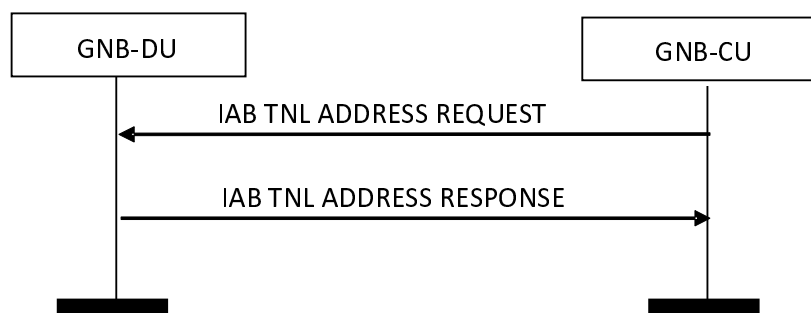 GNB-DU
GNB-CU
IAB TNL ADDRESS REQUEST
IAB TNL ADDRESS RESPONSE